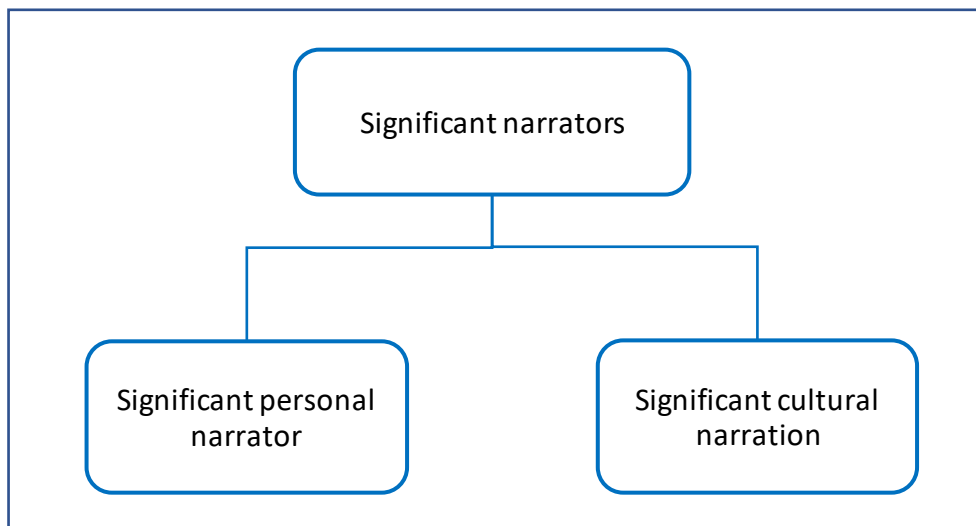 Significant narrators
Significant personal
narrator
Significant cultural
narration